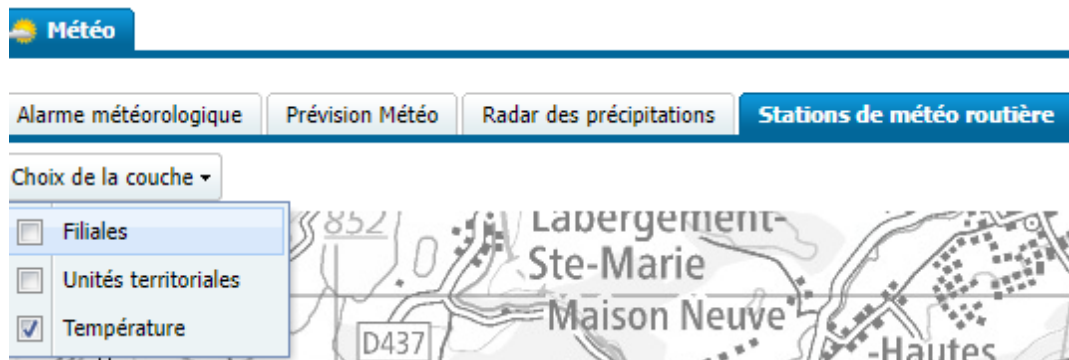 Météo
Alarme météorologique Prévision Météo Radar des précipitations Stations de météo routière
Choix de la couche
Filiales
852
Labergement-
Ste-Marie
Unités territoriales
Maison Neuve
Température
D437
-Hautes